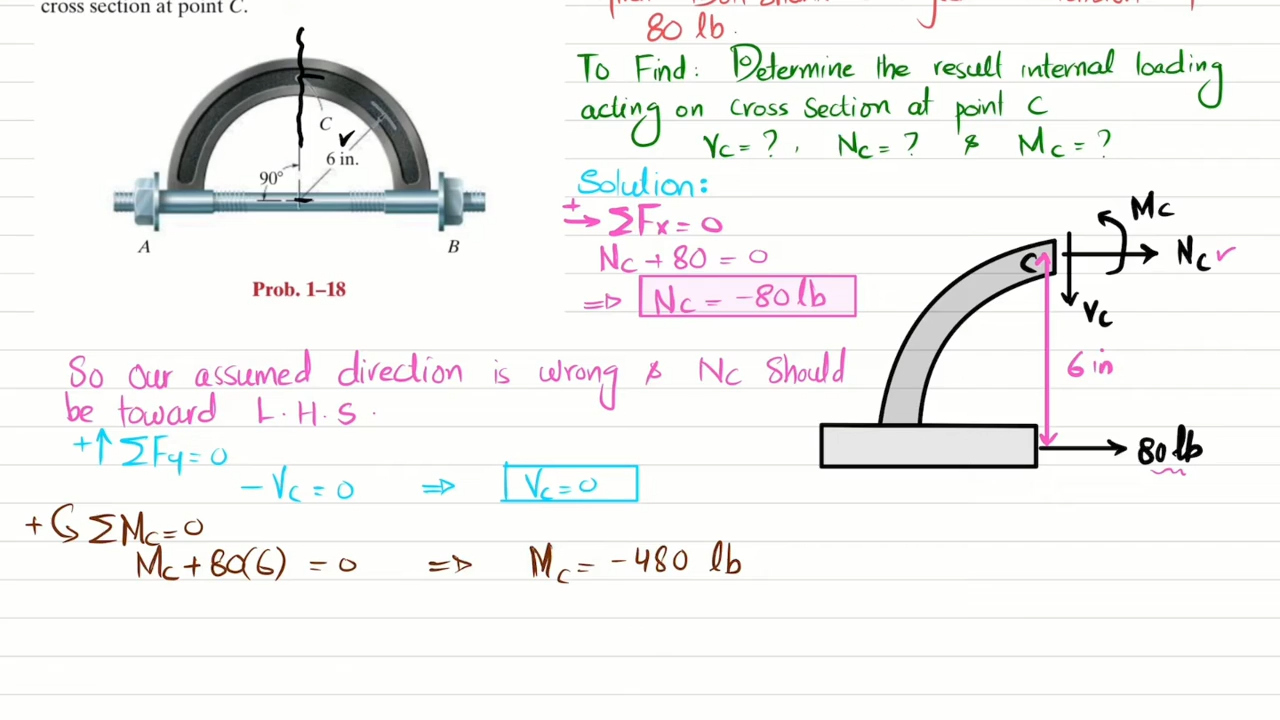 cross section at point C.
80 lb.
To Find: Determine the result internal loading
acting on cross section at point C
Vc = ?, Nc = ? & Mc = ?
C
6 in.
90°
A
B
Prob. 1–18
Solution:
+→ ΣFx = 0
Nc + 80 = 0
=> Nc = -80 lb
Mc
Nc
C
Vc
6 in
80 lb
So our assumed direction is wrong & Nc should
be toward L.H.S.
+↑ ΣFy = 0
- Vc = 0 => Vc = 0
+↺ ΣMc = 0
Mc + 80(6) = 0 => Mc = -480 lb